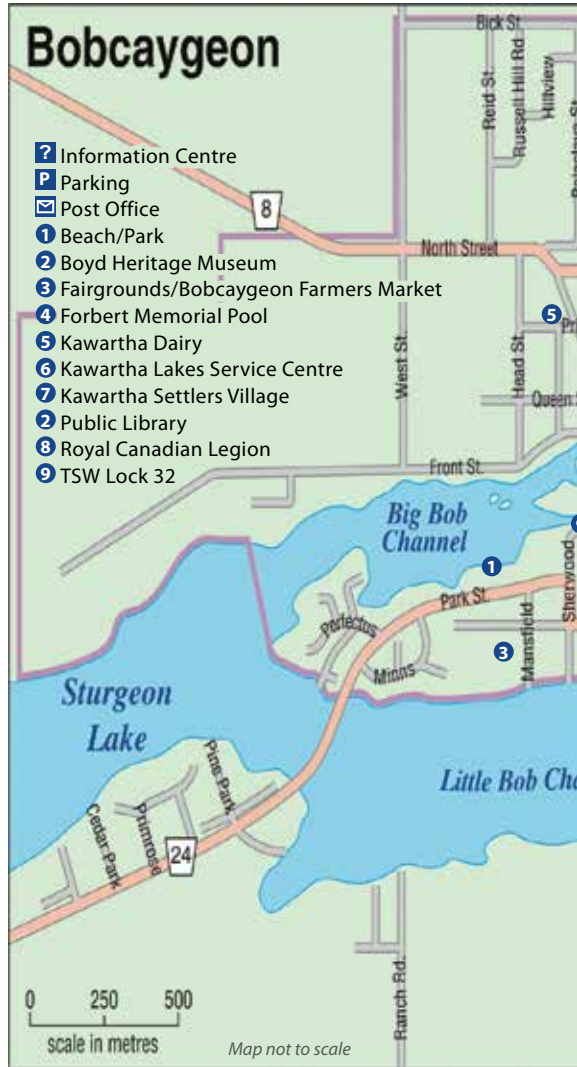 Bobcaygeon
? Information Centre
P Parking
Post Office
1 Beach/Park
2 Boyd Heritage Museum
3 Fairgrounds/Bobcaygeon Farmers Market
4 Forbert Memorial Pool
5 Kawartha Dairy
6 Kawartha Lakes Service Centre
7 Kawartha Settlers Village
2 Public Library
8 Royal Canadian Legion
9 TSW Lock 32
Bick St.
Reid St.
Russell Hill Rd
Hillview
8
North Street
West St.
Head St.
5
Pri
Queen S
Front St.
Big Bob
Channel
1
Park St.
Sherwood
Mansfield
3
Perfectus
Minns
Sturgeon
Lake
Little Bob Cha
Pine Park
Primrose
Cedar Park
24
Ranch Rd.
0 250 500
scale in metres
Map not to scale